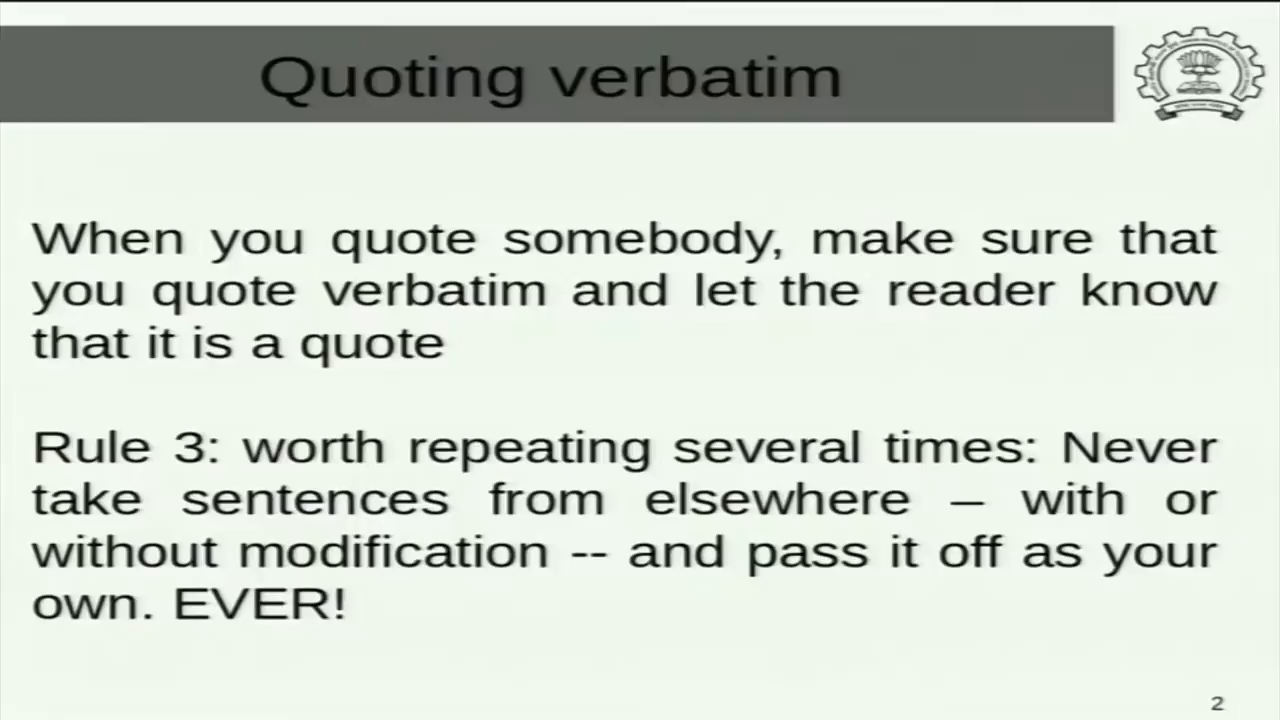 Quoting verbatim
When you quote somebody, make sure that
you quote verbatim and let the reader know
that it is a quote
Rule 3: worth repeating several times: Never
take sentences from elsewhere – with or
without modification -- and pass it off as your
own. EVER!
2